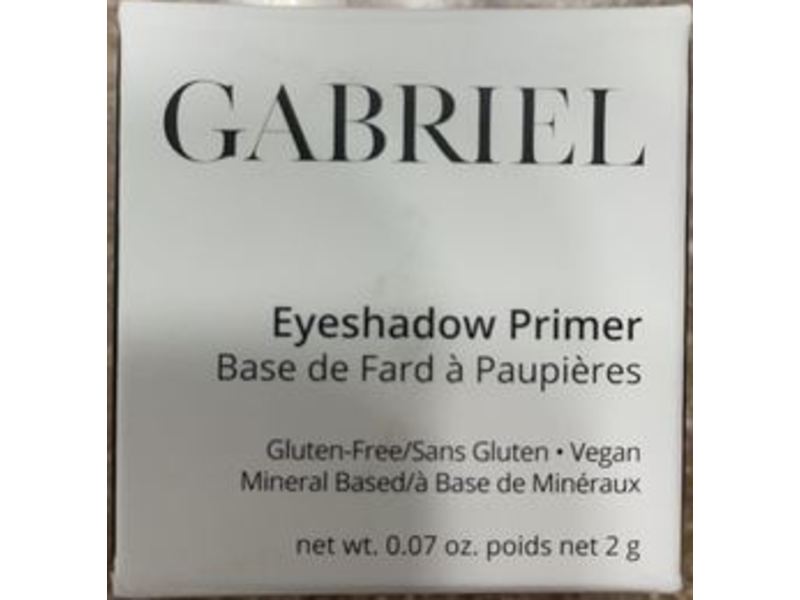 GABRIEL
Eyeshadow Primer
Base de Fard à Paupières
Gluten-Free/Sans Gluten • Vegan
Mineral Based/à Base de Minéraux
net wt. 0.07 oz. poids net 2 g